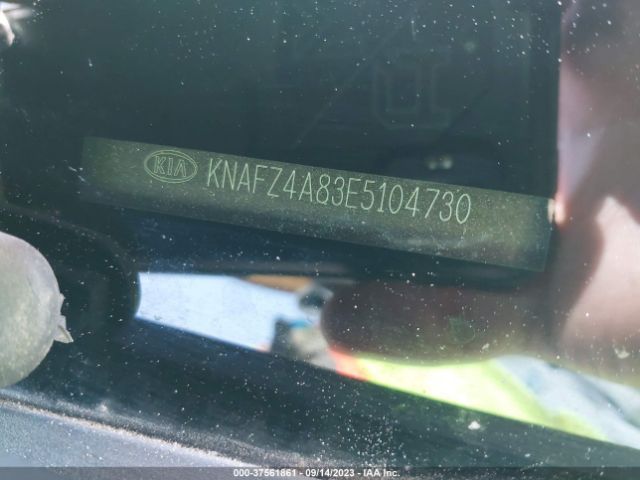 KIA KNAFZ4A83E5104730
000-37561861 - 09/14/2023 - IAA Inc.